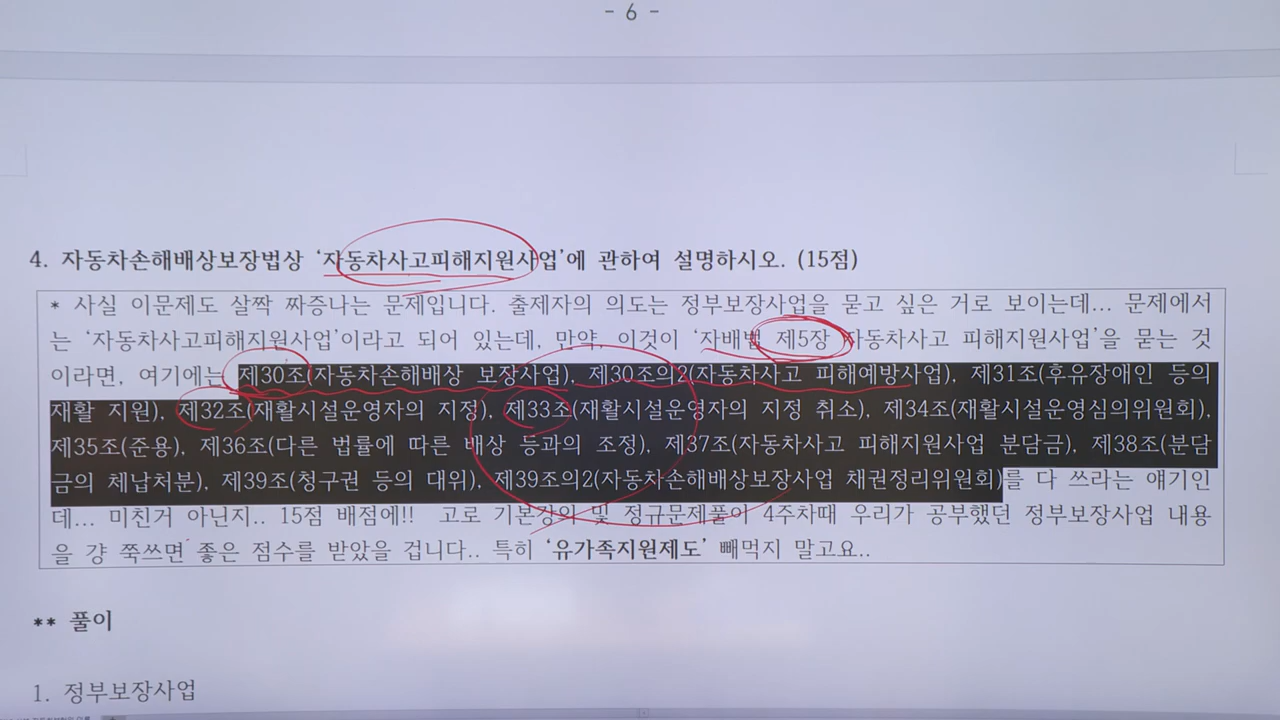 - 6 -
4. 자동차손해배상보장법상 ‘자동차사고피해지원사업’에 관하여 설명하시오. (15점)
* 사실 이문제도 살짝 짜증나는 문제입니다. 출제자의 의도는 정부보장사업을 묻고 싶은 거로 보이는데... 문제에서
는 ‘자동차사고피해지원사업’이라고 되어 있는데, 만약, 이것이 ‘자배법 제5장 자동차사고 피해지원사업’을 묻는 것
이라면, 여기에는 제30조(자동차손해배상 보장사업), 제30조의2(자동차사고 피해예방사업), 제31조(후유장애인 등의
재활 지원), 제32조(재활시설운영자의 지정), 제33조(재활시설운영자의 지정 취소), 제34조(재활시설운영심의위원회),
제35조(준용), 제36조(다른 법률에 따른 배상 등과의 조정), 제37조(자동차사고 피해지원사업 분담금), 제38조(분담
금의 체납처분), 제39조(청구권 등의 대위), 제39조의2(자동차손해배상보장사업 채권정리위원회)를 다 쓰라는 얘기인
데... 미친거 아닌지.. 15점 배점에!! 고로 기본강의 및 정규문제풀이 4주차때 우리가 공부했던 정부보장사업 내용
을 걍 쭉쓰면 좋은 점수를 받았을 겁니다.. 특히 ‘유가족지원제도’ 빼먹지 말고요..
** 풀이
1. 정부보장사업